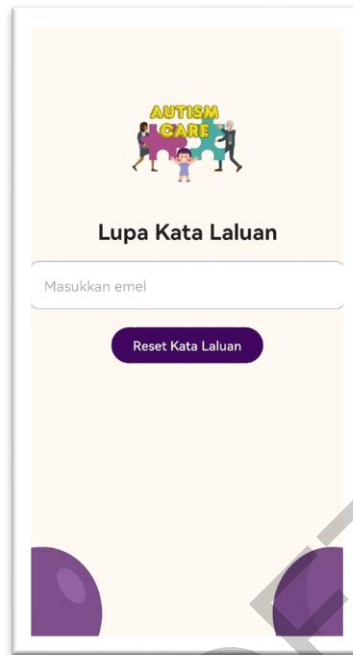 AUTISM
CARE
Lupa Kata Laluan
Masukkan emel
Reset Kata Laluan